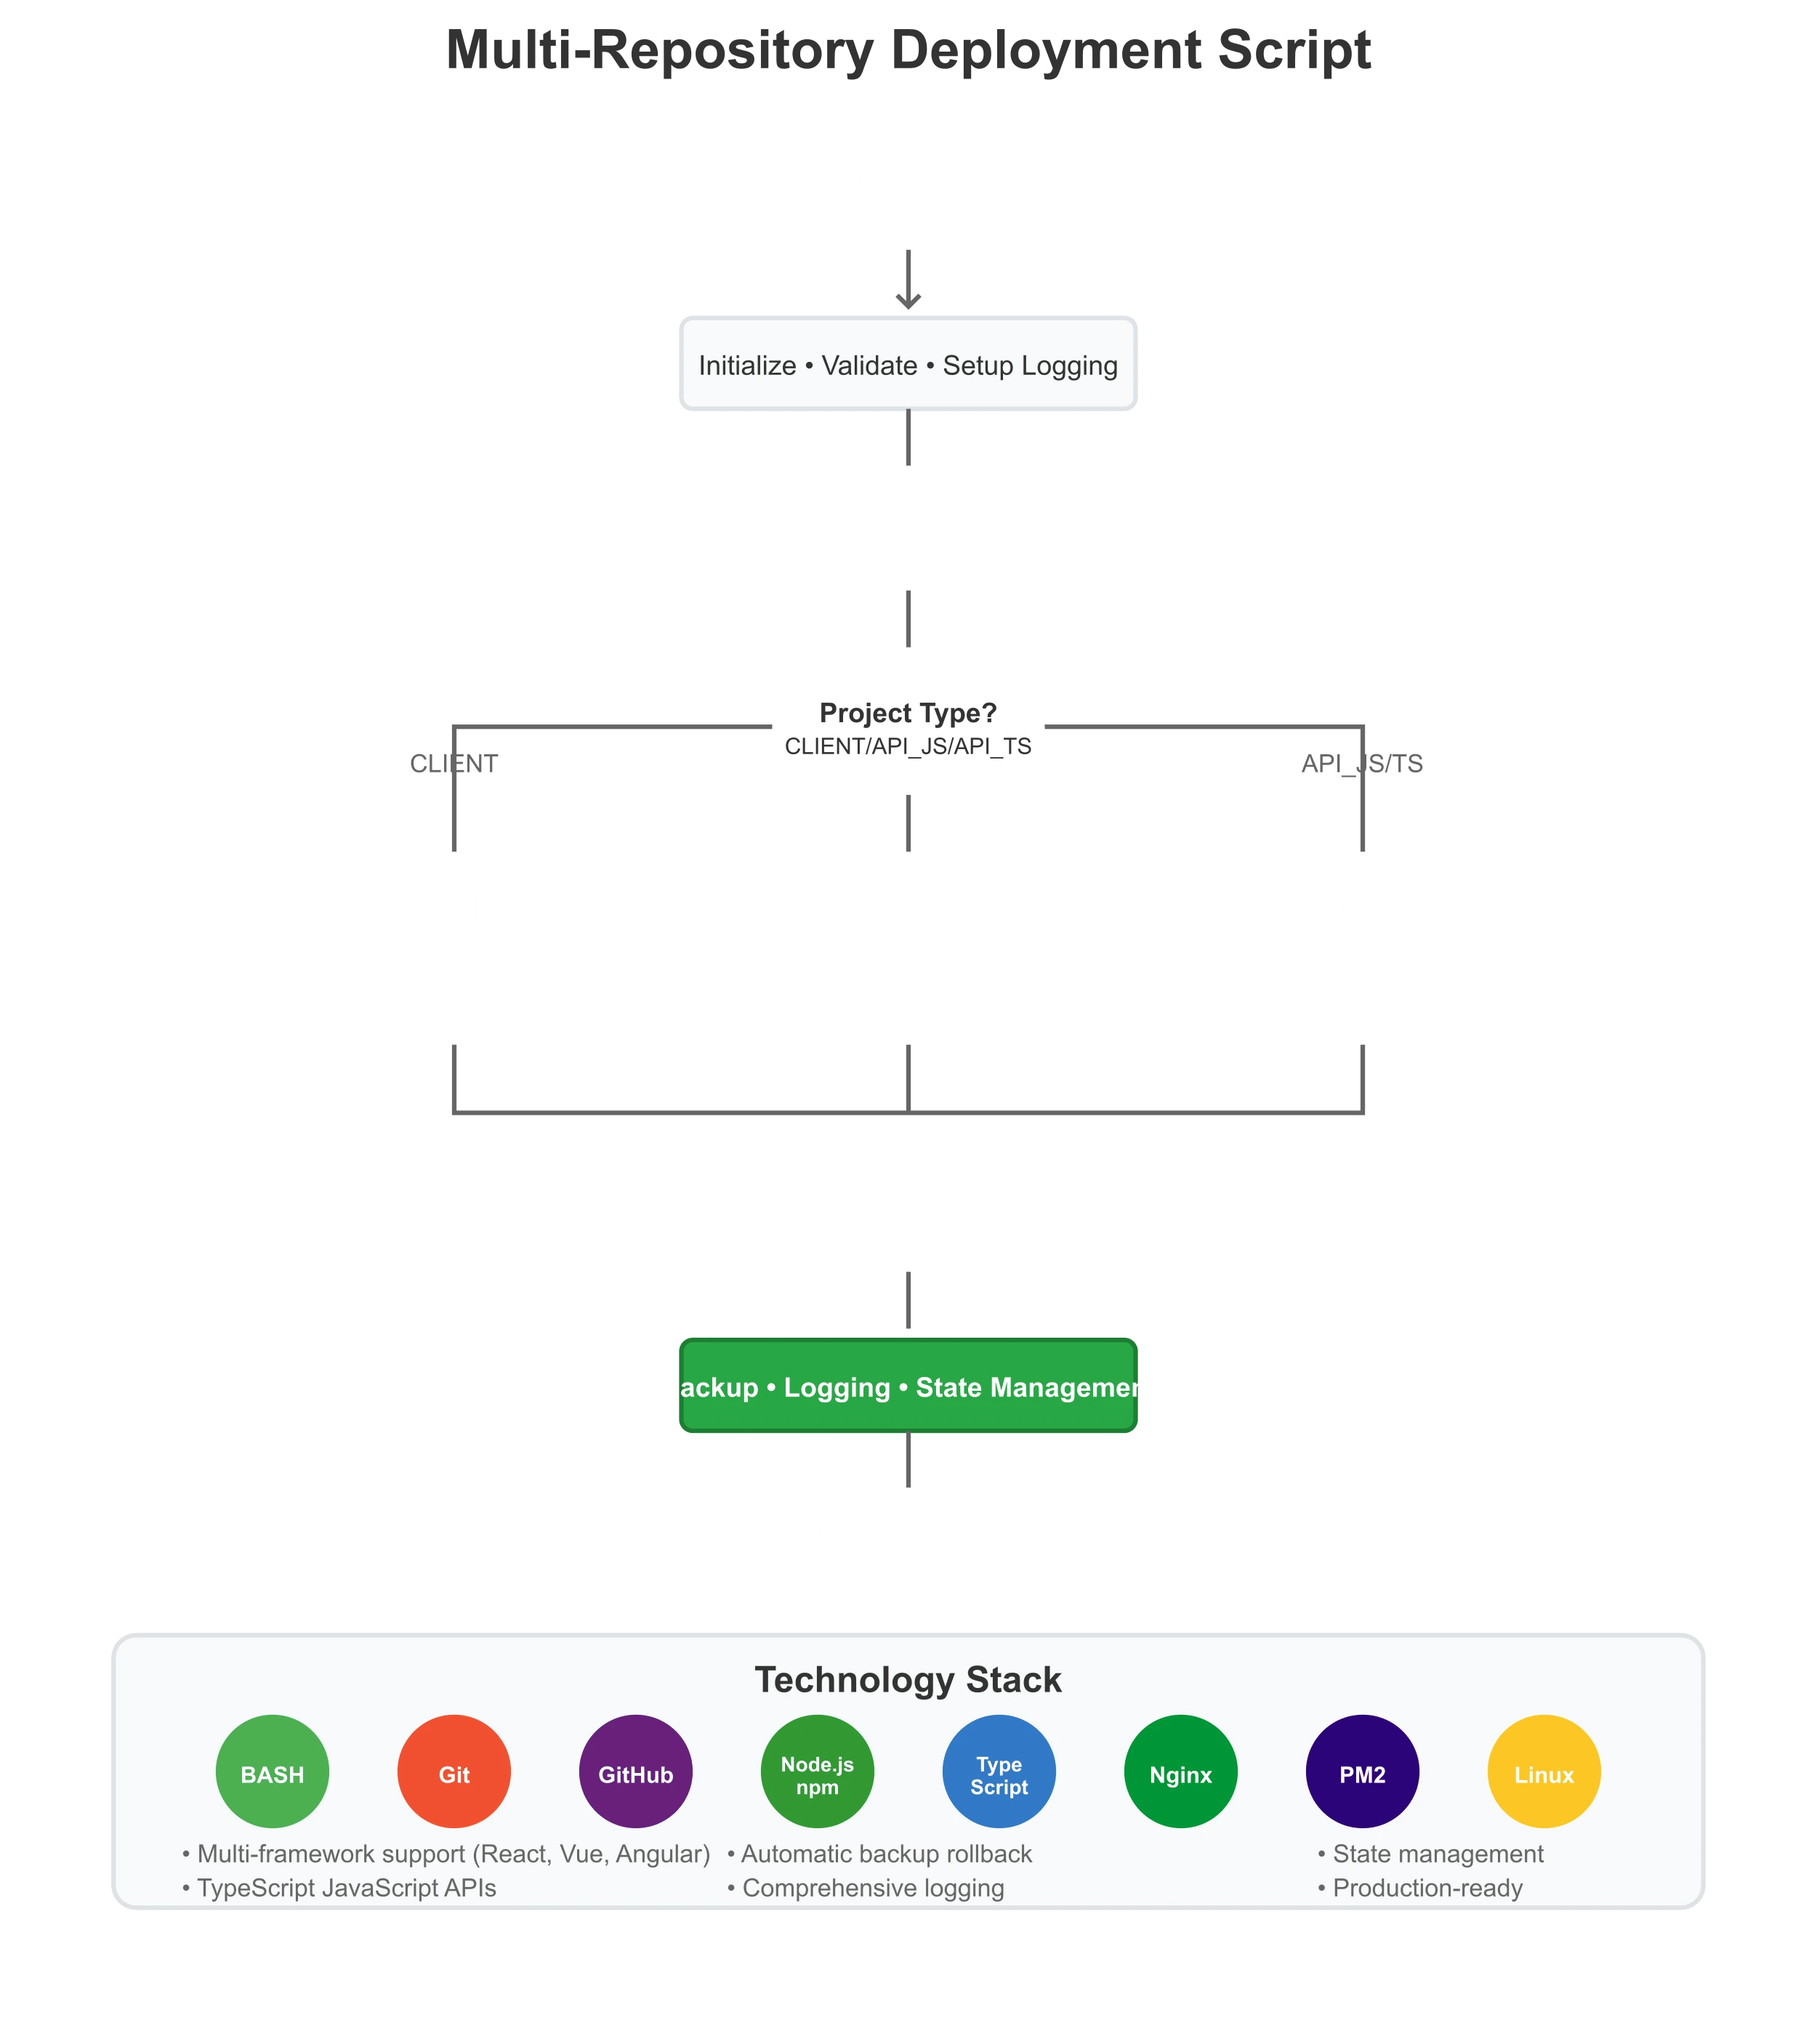 Multi-Repository Deployment Script
Initialize • Validate • Setup Logging
Project Type?
CLIENT/API_JS/API_TS
CLIENT
API_JS/TS
ackup • Logging • State Managemen
Technology Stack
BASH
Git
GitHub
Node.js
npm
Type
Script
Nginx
PM2
Linux
• Multi-framework support (React, Vue, Angular)
• TypeScript JavaScript APIs
• Automatic backup rollback
• Comprehensive logging
• State management
• Production-ready